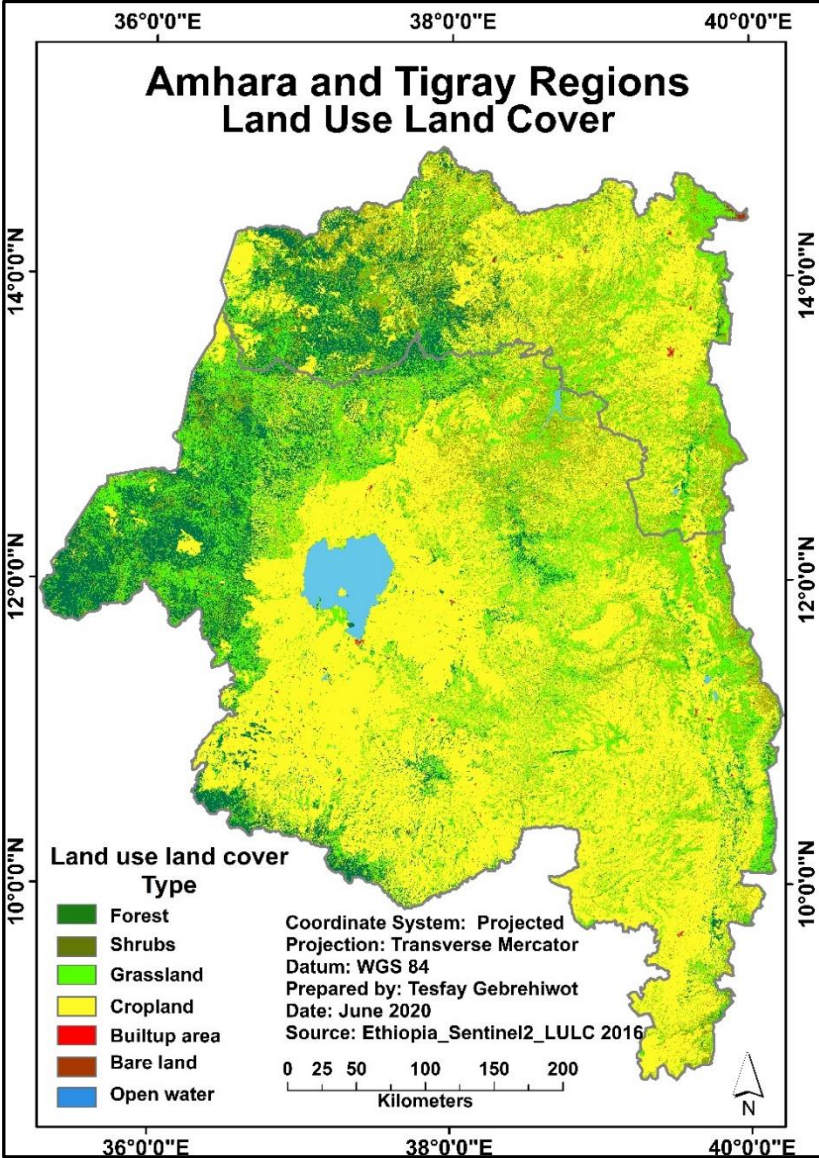 36°0'0"E 38°0'0"E 40°0'0"E
Amhara and Tigray Regions
Land Use Land Cover
14°0'0"N 14°0'0"N
12°0'0"N 12°0'0"N
10°0'0"N 10°0'0"N
Land use land cover
Type
Forest
Shrubs
Grassland
Cropland
Builtup area
Bare land
Open water
Coordinate System: Projected
Projection: Transverse Mercator
Datum: WGS 84
Prepared by: Tesfay Gebrehiwot
Date: June 2020
Source: Ethiopia_Sentinel2_LULC 2016
0 25 50 100 150 200
Kilometers
N
36°0'0"E 38°0'0"E 40°0'0"E